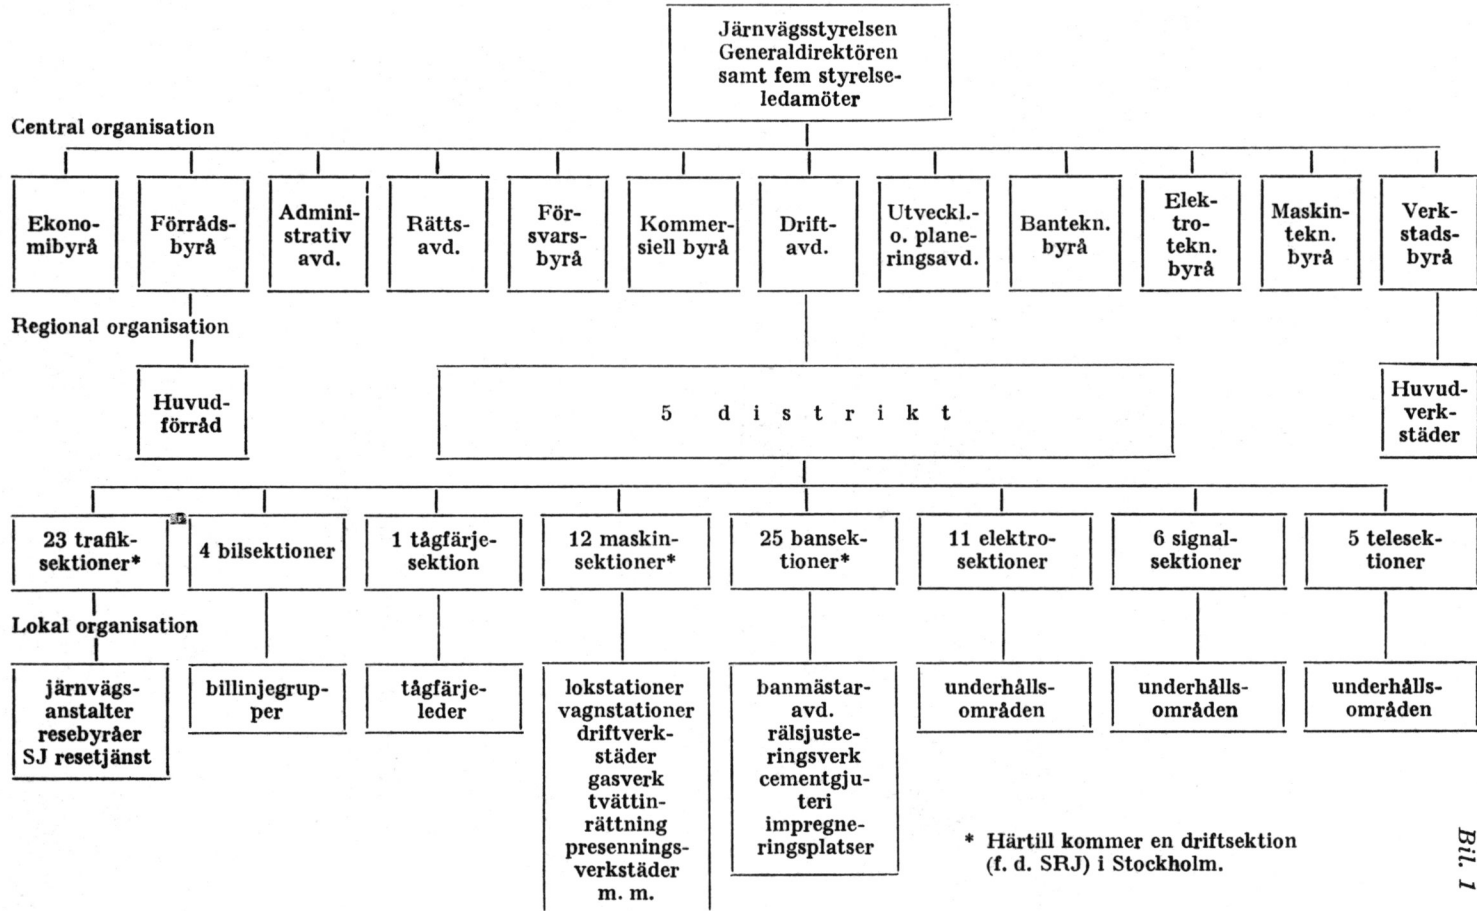 Järnvägsstyrelsen
Generaldirektören
samt fem styrelse-
ledamöter
Central organisation
Ekono-
mibyrå
Förråds-
byrå
Admini-
strativ
avd.
Rätts-
avd.
För-
svars-
byrå
Kommer-
siell byrå
Drift-
avd.
Utveckl.-
o. plane-
ringsavd.
Bantekn.
byrå
Elek-
tro-
tekn.
byrå
Maskin-
tekn.
byrå
Verk-
stads-
byrå
Regional organisation
Huvud-
förråd
5 distrikt
Huvud-
verk-
städer
23 trafik-
sektioner*
4 bilsektioner
1 tågfärje-
sektion
12 maskin-
sektioner*
25 bansek-
tioner*
11 elektro-
sektioner
6 signal-
sektioner
5 telesek-
tioner
Lokal organisation
järnvägs-
anstalter
resebyråer
SJ resetjänst
billinjegrup-
per
tågfärje-
leder
lokstationer
vagnstationer
driftverk-
städer
gasverk
tvättin-
rättning
presennings-
verkstäder
m. m.
banmästar-
avd.
rälsjuste-
ringsverk
cementgju-
teri
impregne-
ringsplatser
underhålls-
områden
underhålls-
områden
underhålls-
områden
* Härtill kommer en driftsektion
(f. d. SRJ) i Stockholm.
Bil. 1